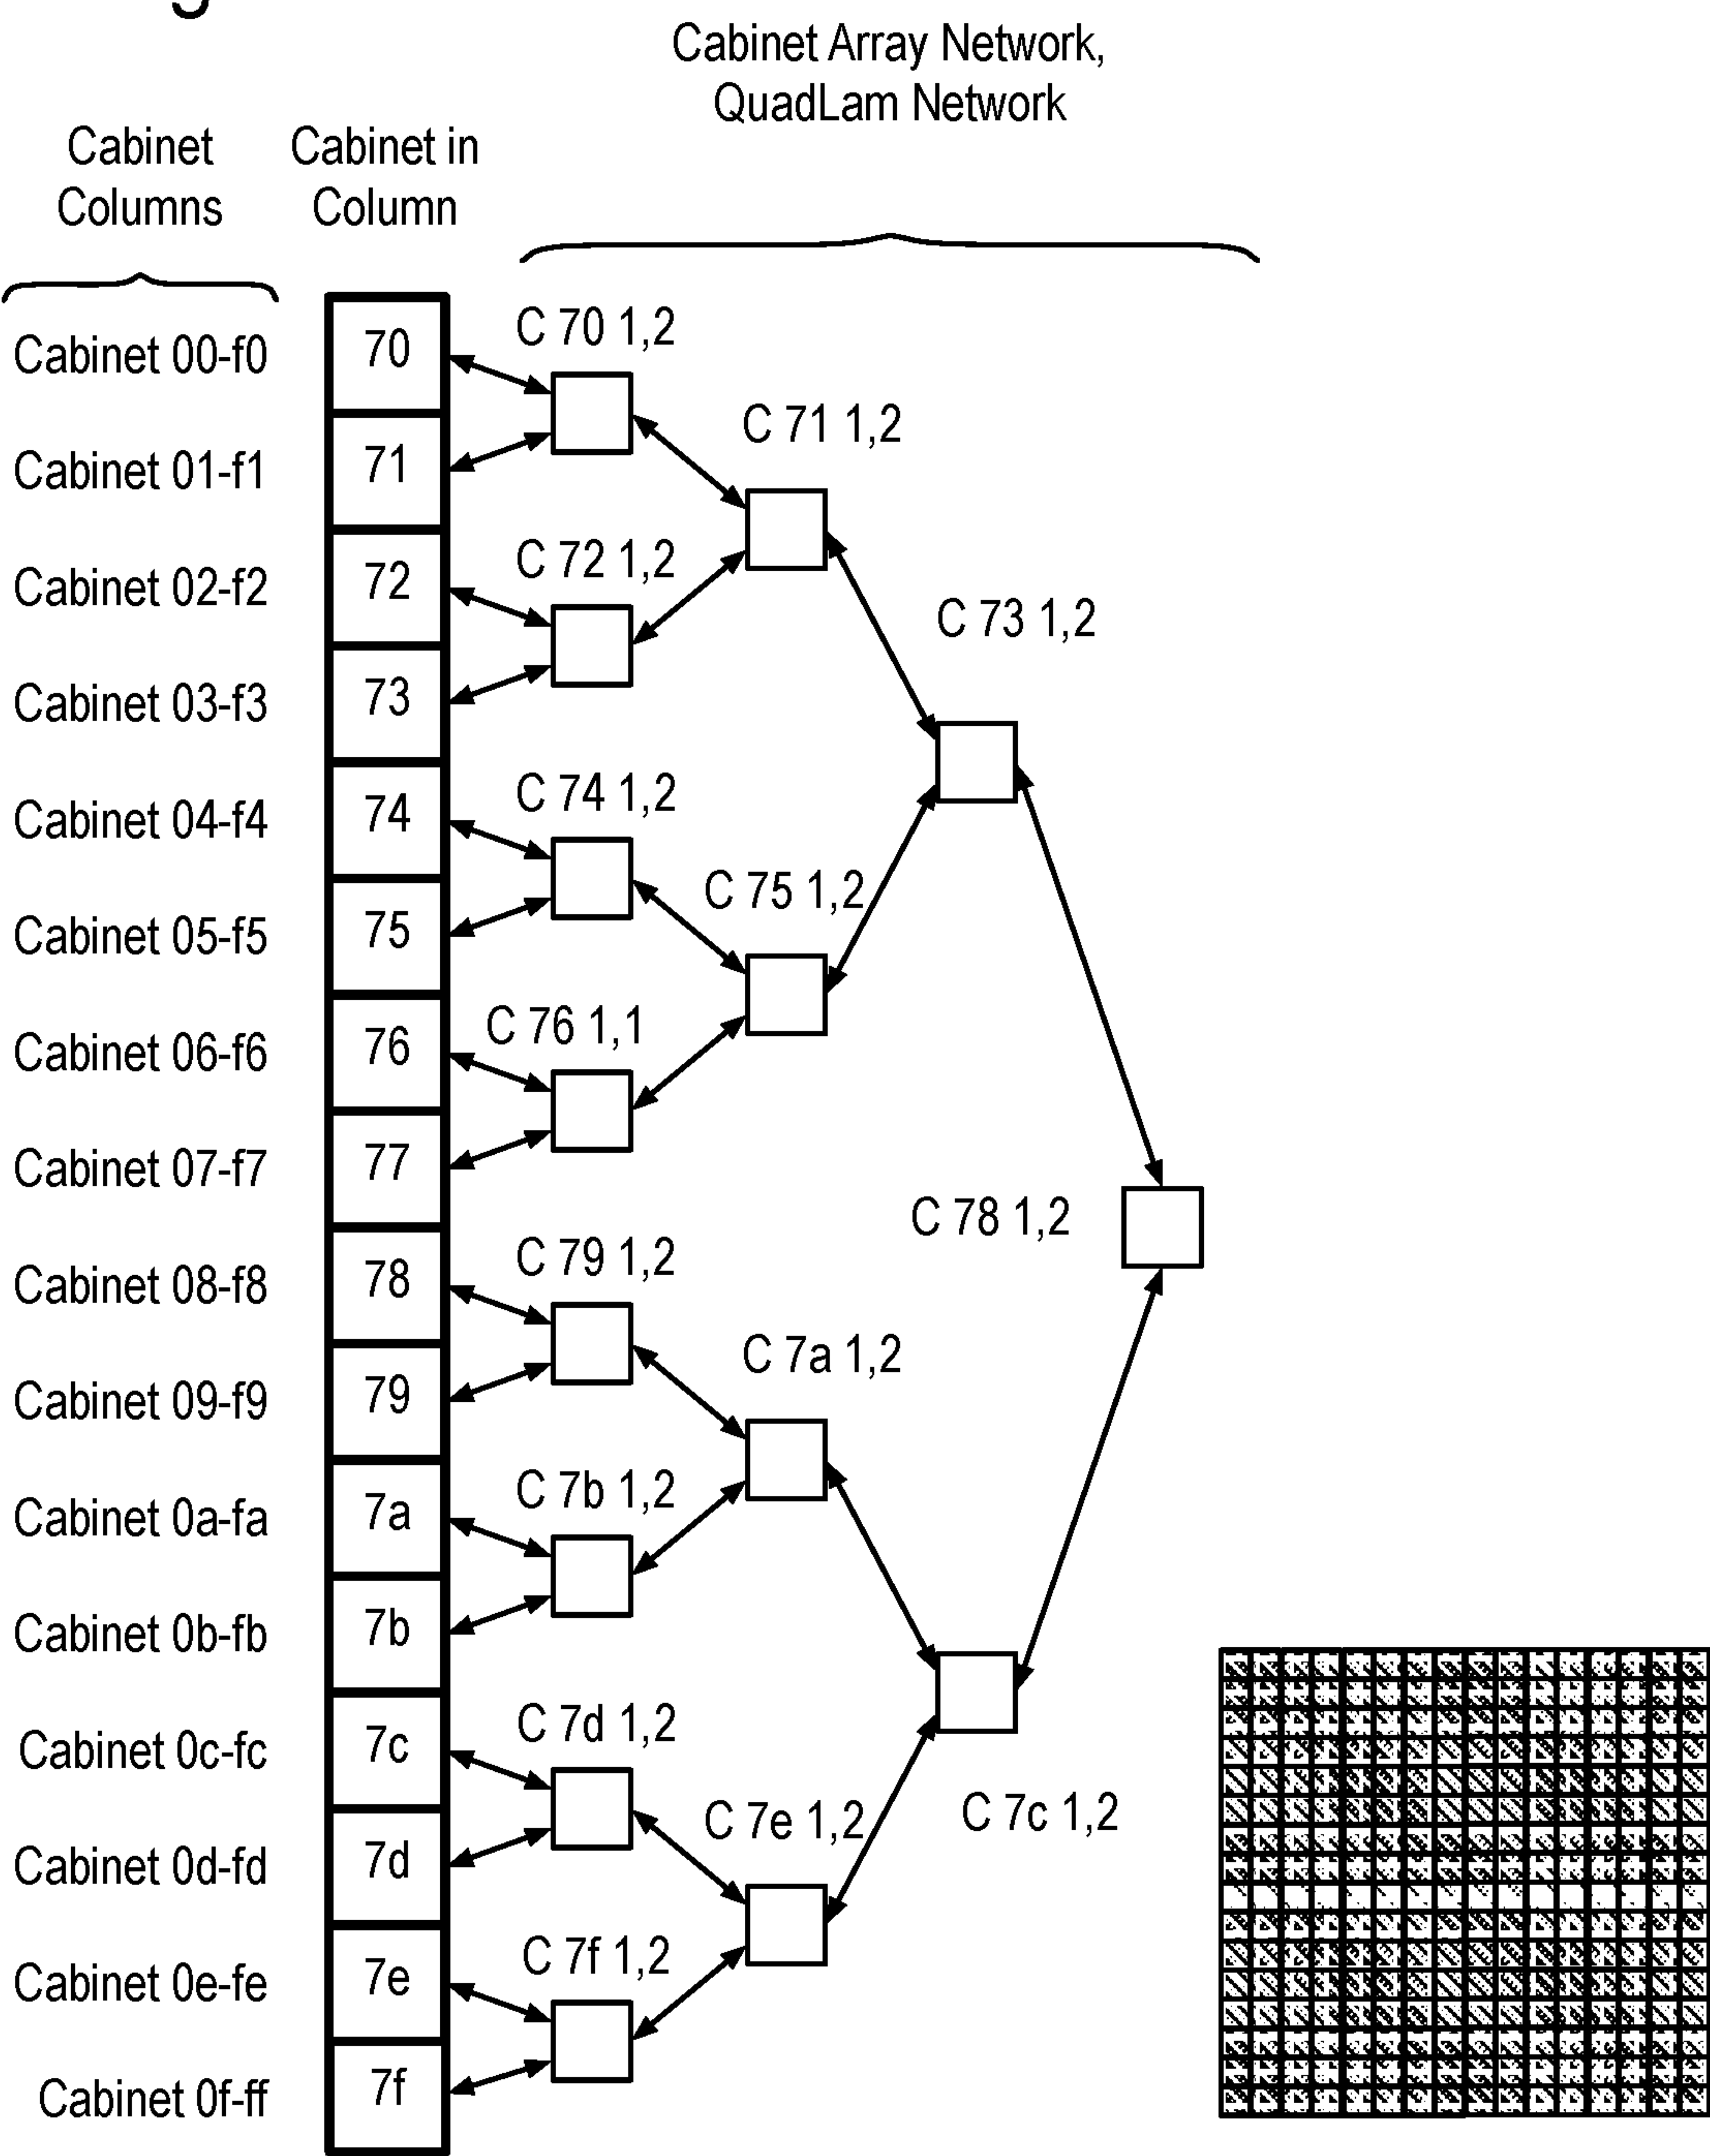 Cabinet Array Network,
QuadLam Network
Cabinet
Columns
Cabinet in
Column
Cabinet 00-f0
70
C 70 1,2
C 71 1,2
Cabinet 01-f1
71
Cabinet 02-f2
72
C 72 1,2
C 73 1,2
Cabinet 03-f3
73
Cabinet 04-f4
74
C 74 1,2
C 75 1,2
Cabinet 05-f5
75
Cabinet 06-f6
76
C 76 1,1
Cabinet 07-f7
77
C 78 1,2
Cabinet 08-f8
78
C 79 1,2
C 7a 1,2
Cabinet 09-f9
79
Cabinet 0a-fa
7a
C 7b 1,2
Cabinet 0b-fb
7b
Cabinet 0c-fc
7c
C 7d 1,2
C 7e 1,2
C 7c 1,2
Cabinet 0d-fd
7d
Cabinet 0e-fe
7e
C 7f 1,2
Cabinet 0f-ff
7f